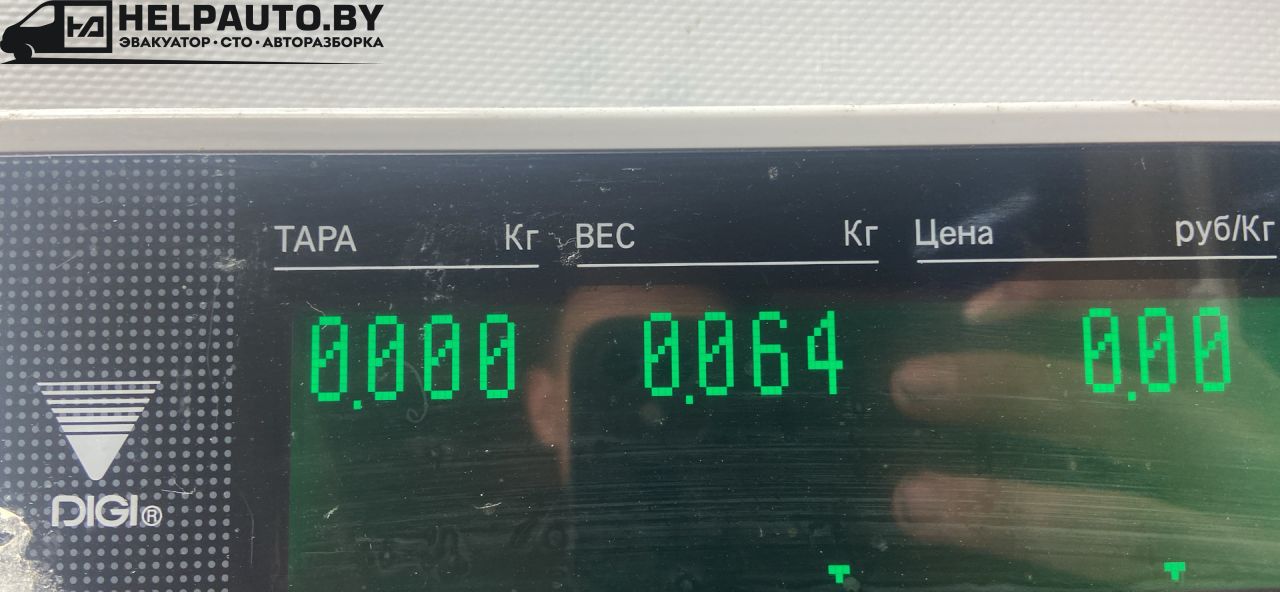 HELPAUTO.BY
ЭВАКУАТОР · СТО · АВТОРАЗБОРКА
ТАРА Кг ВЕС Кг Цена руб/Кг
0.000 0.064 0.00
DIGI®